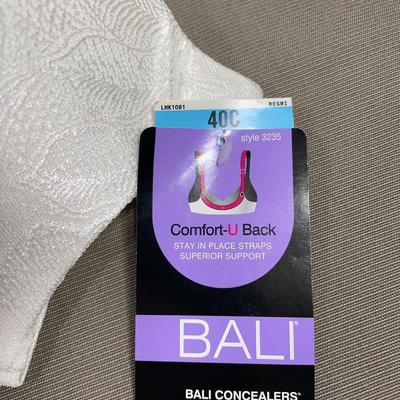 LHK1081 REGMI
40C
style 3235
Comfort-U Back
STAY IN PLACE STRAPS
SUPERIOR SUPPORT
BALI®
BALI CONCEALERS®